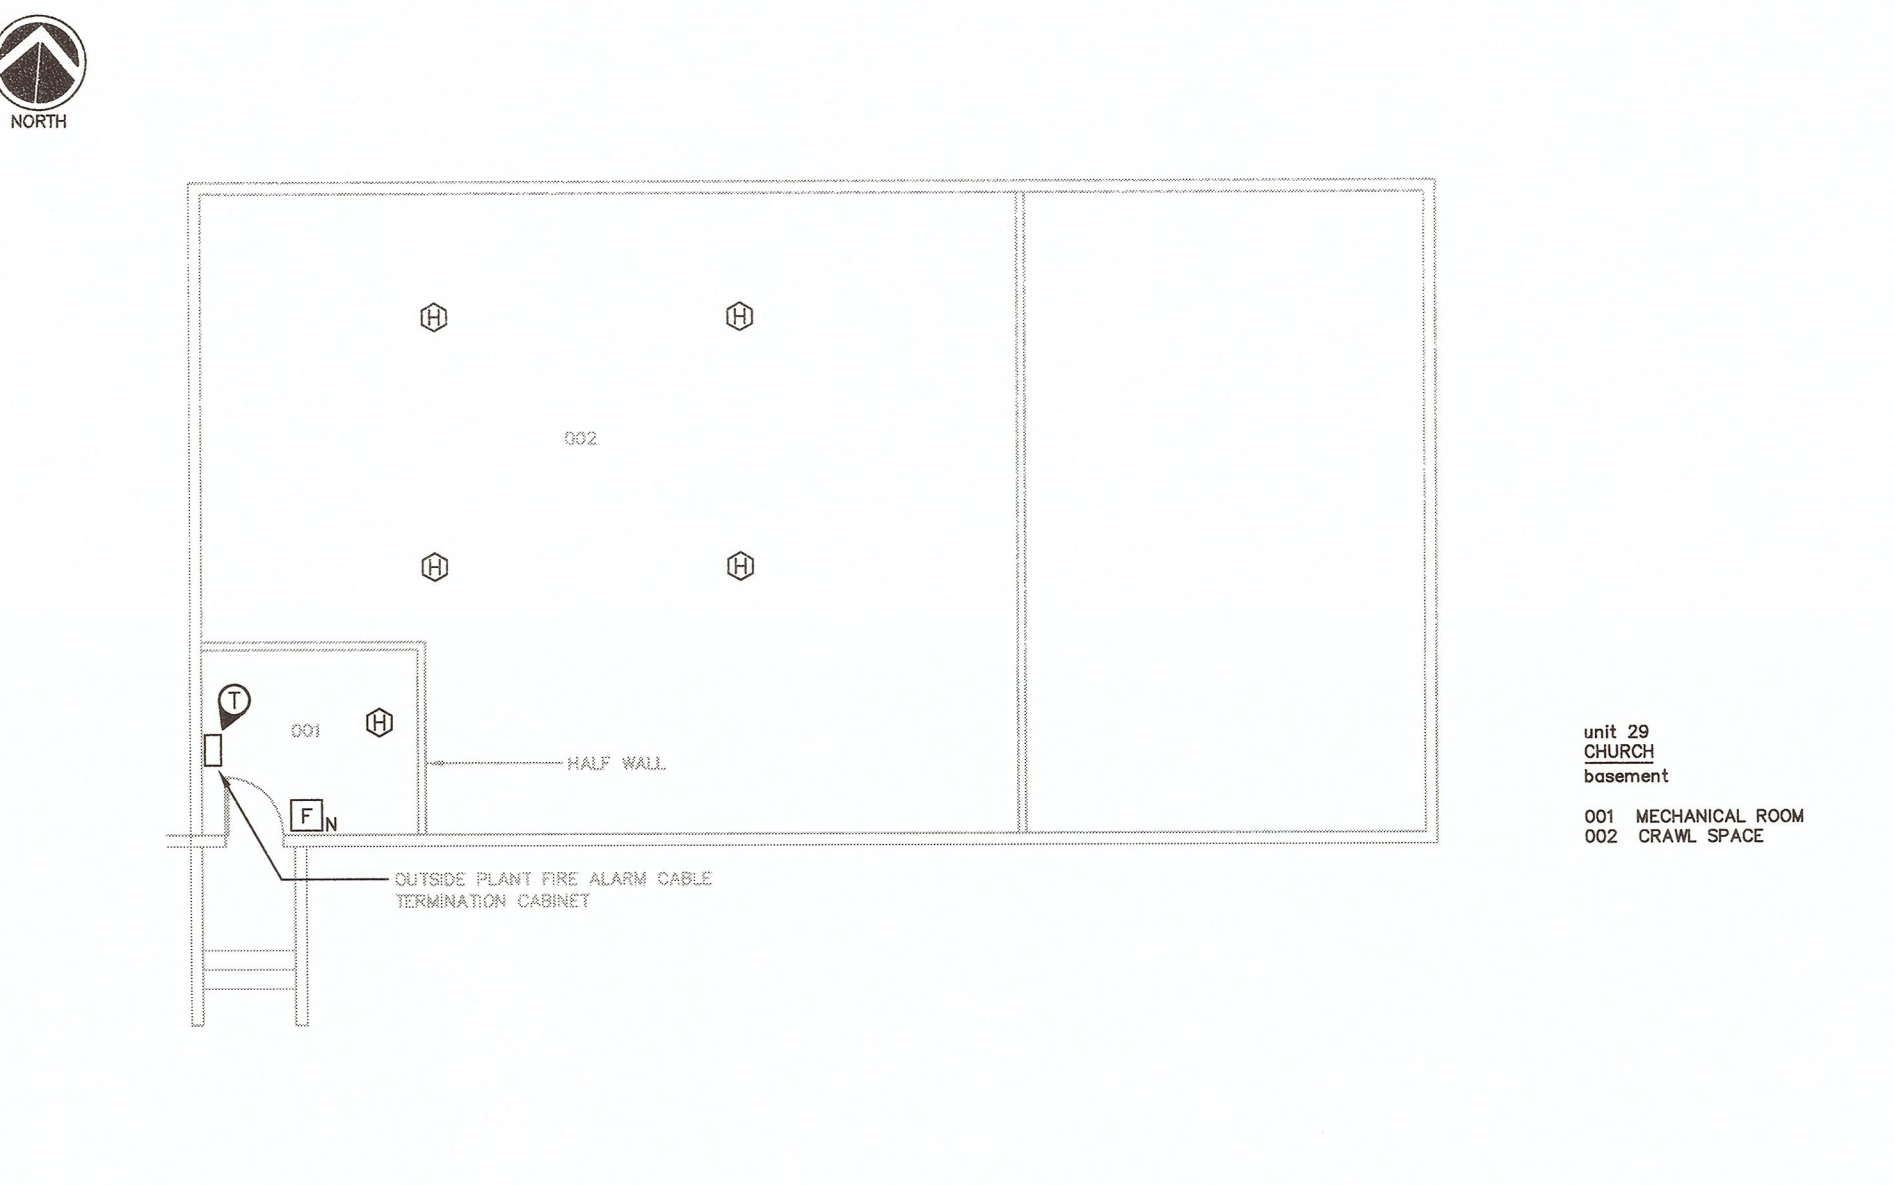 NORTH
H
H
002
H
H
T
001
H
HALF WALL
F N
OUTSIDE PLANT FIRE ALARM CABLE
TERMINATION CABINET
unit 29
CHURCH
basement
001 MECHANICAL ROOM
002 CRAWL SPACE